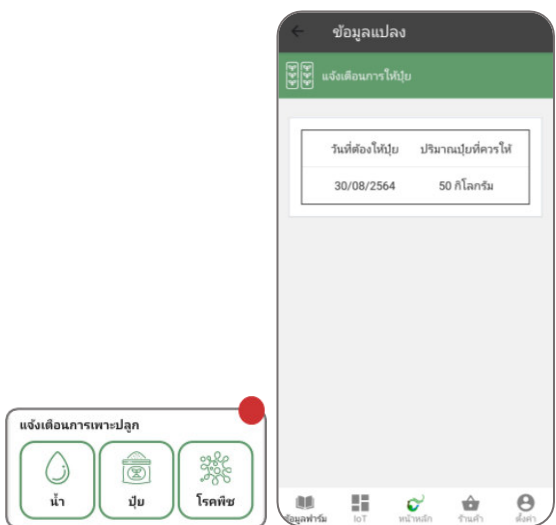 แจ้งเตือนการเพาะปลูก
น้ำ ปุ๋ย โรคพืช
ข้อมูลแปลง
แจ้งเตือนการให้ปุ๋ย
วันที่ต้องให้ปุ๋ย ปริมาณปุ๋ยที่ควรให้
30/08/2564 50 กิโลกรัม
ข้อมูลฟาร์ม IoT หน้าหลัก ร้านค้า ตั้งค่า